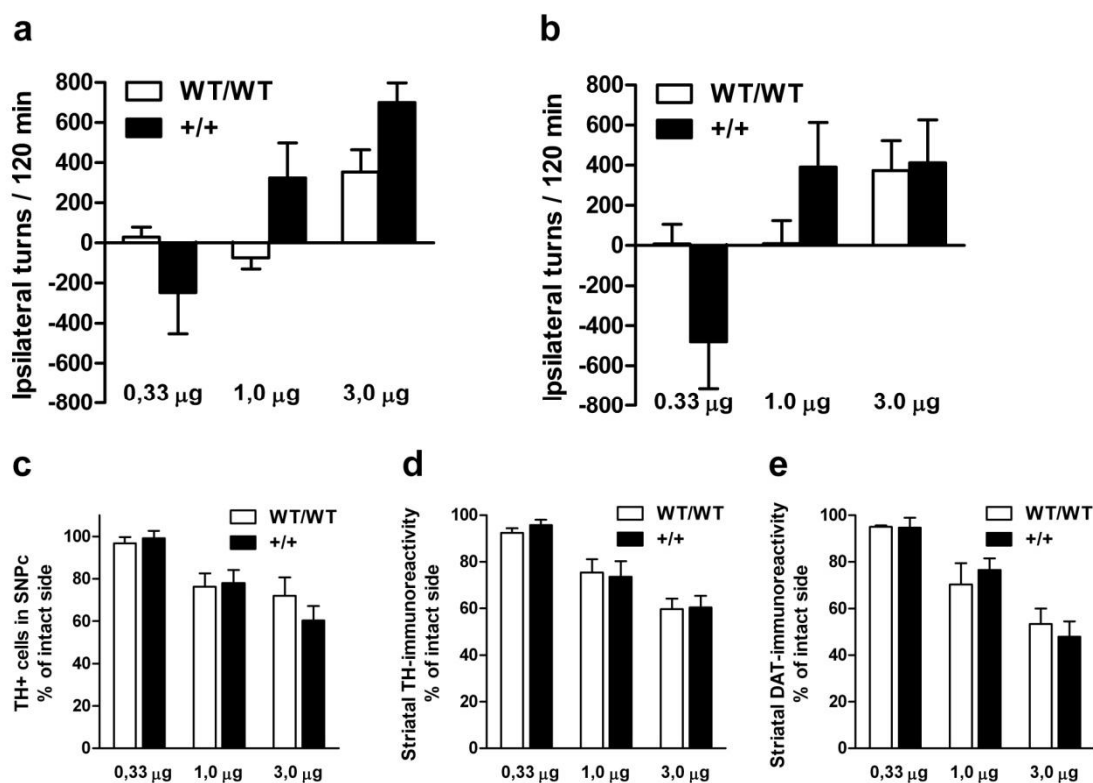 a
Ipsilateral turns / 120 min
800
600
400
200
0
-200
-400
-600
-800
WT/WT
+/+
0,33 µg 1,0 µg 3,0 µg
b
Ipsilateral turns / 120 min
800
600
400
200
0
-200
-400
-600
-800
WT/WT
+/+
0.33 µg 1.0 µg 3.0 µg
c
TH+ cells in SNPc
% of intact side
100
80
60
40
20
0
WT/WT
+/+
0,33 µg 1,0 µg 3,0 µg
d
Striatal TH-immunoreactivity
% of intact side
100
80
60
40
20
0
WT/WT
+/+
0,33 µg 1,0 µg 3,0 µg
e
Striatal DAT-immunoreactivity
% of intact side
100
80
60
40
20
0
WT/WT
+/+
0,33 µg 1,0 µg 3,0 µg